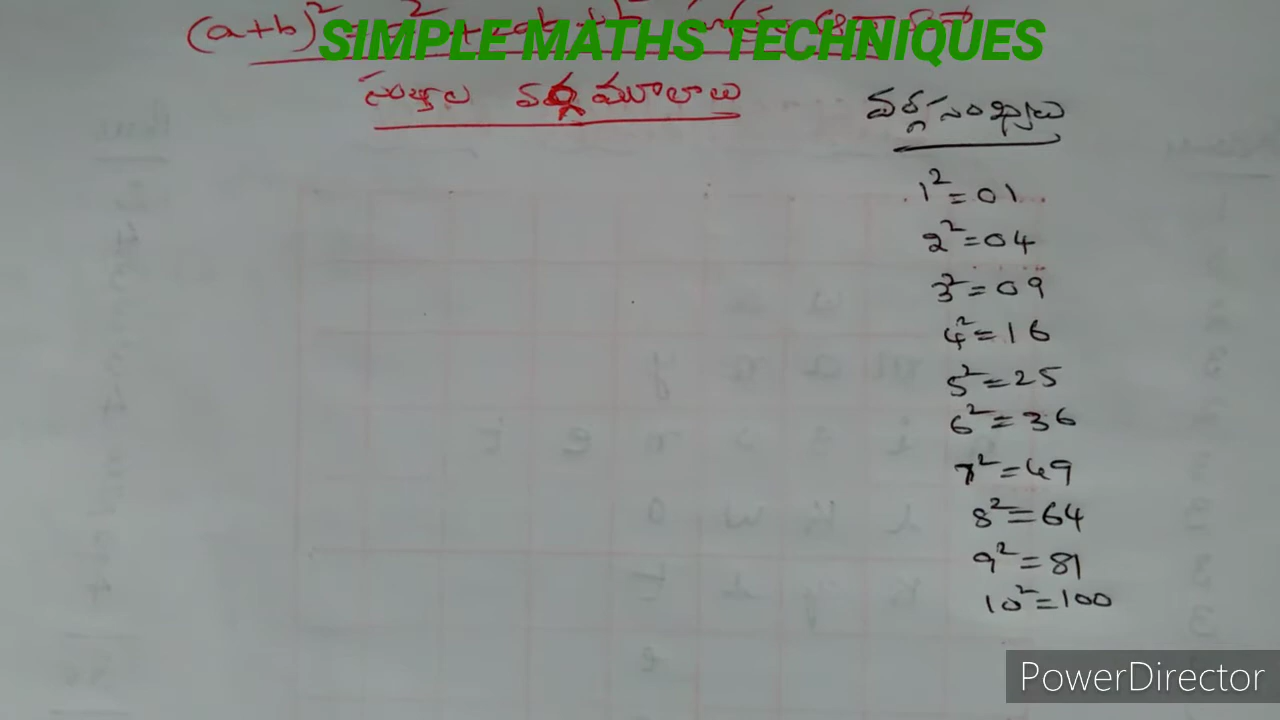 SIMPLE MATHS TECHNIQUES
(a+b)²
సంఖ్యల వర్గమూలాలు
వర్గసంఖ్యలు
1²=01
2²=04
3²=09
4²=16
5²=25
6²=36
7²=49
8²=64
9²=81
10²=100
PowerDirector